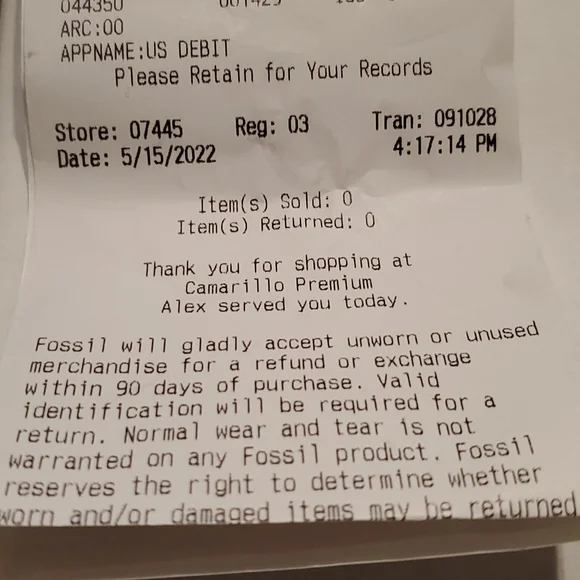 044350
ARC:00
APPNAME:US DEBIT
Please Retain for Your Records
Store: 07445 Reg: 03 Tran: 091028
Date: 5/15/2022 4:17:14 PM
Item(s) Sold: 0
Item(s) Returned: 0
Thank you for shopping at
Camarillo Premium
Alex served you today.
Fossil will gladly accept unworn or unused
merchandise for a refund or exchange
within 90 days of purchase. Valid
identification will be required for a
return. Normal wear and tear is not
warranted on any Fossil product. Fossil
reserves the right to determine whether
worn and/or damaged items may be returned